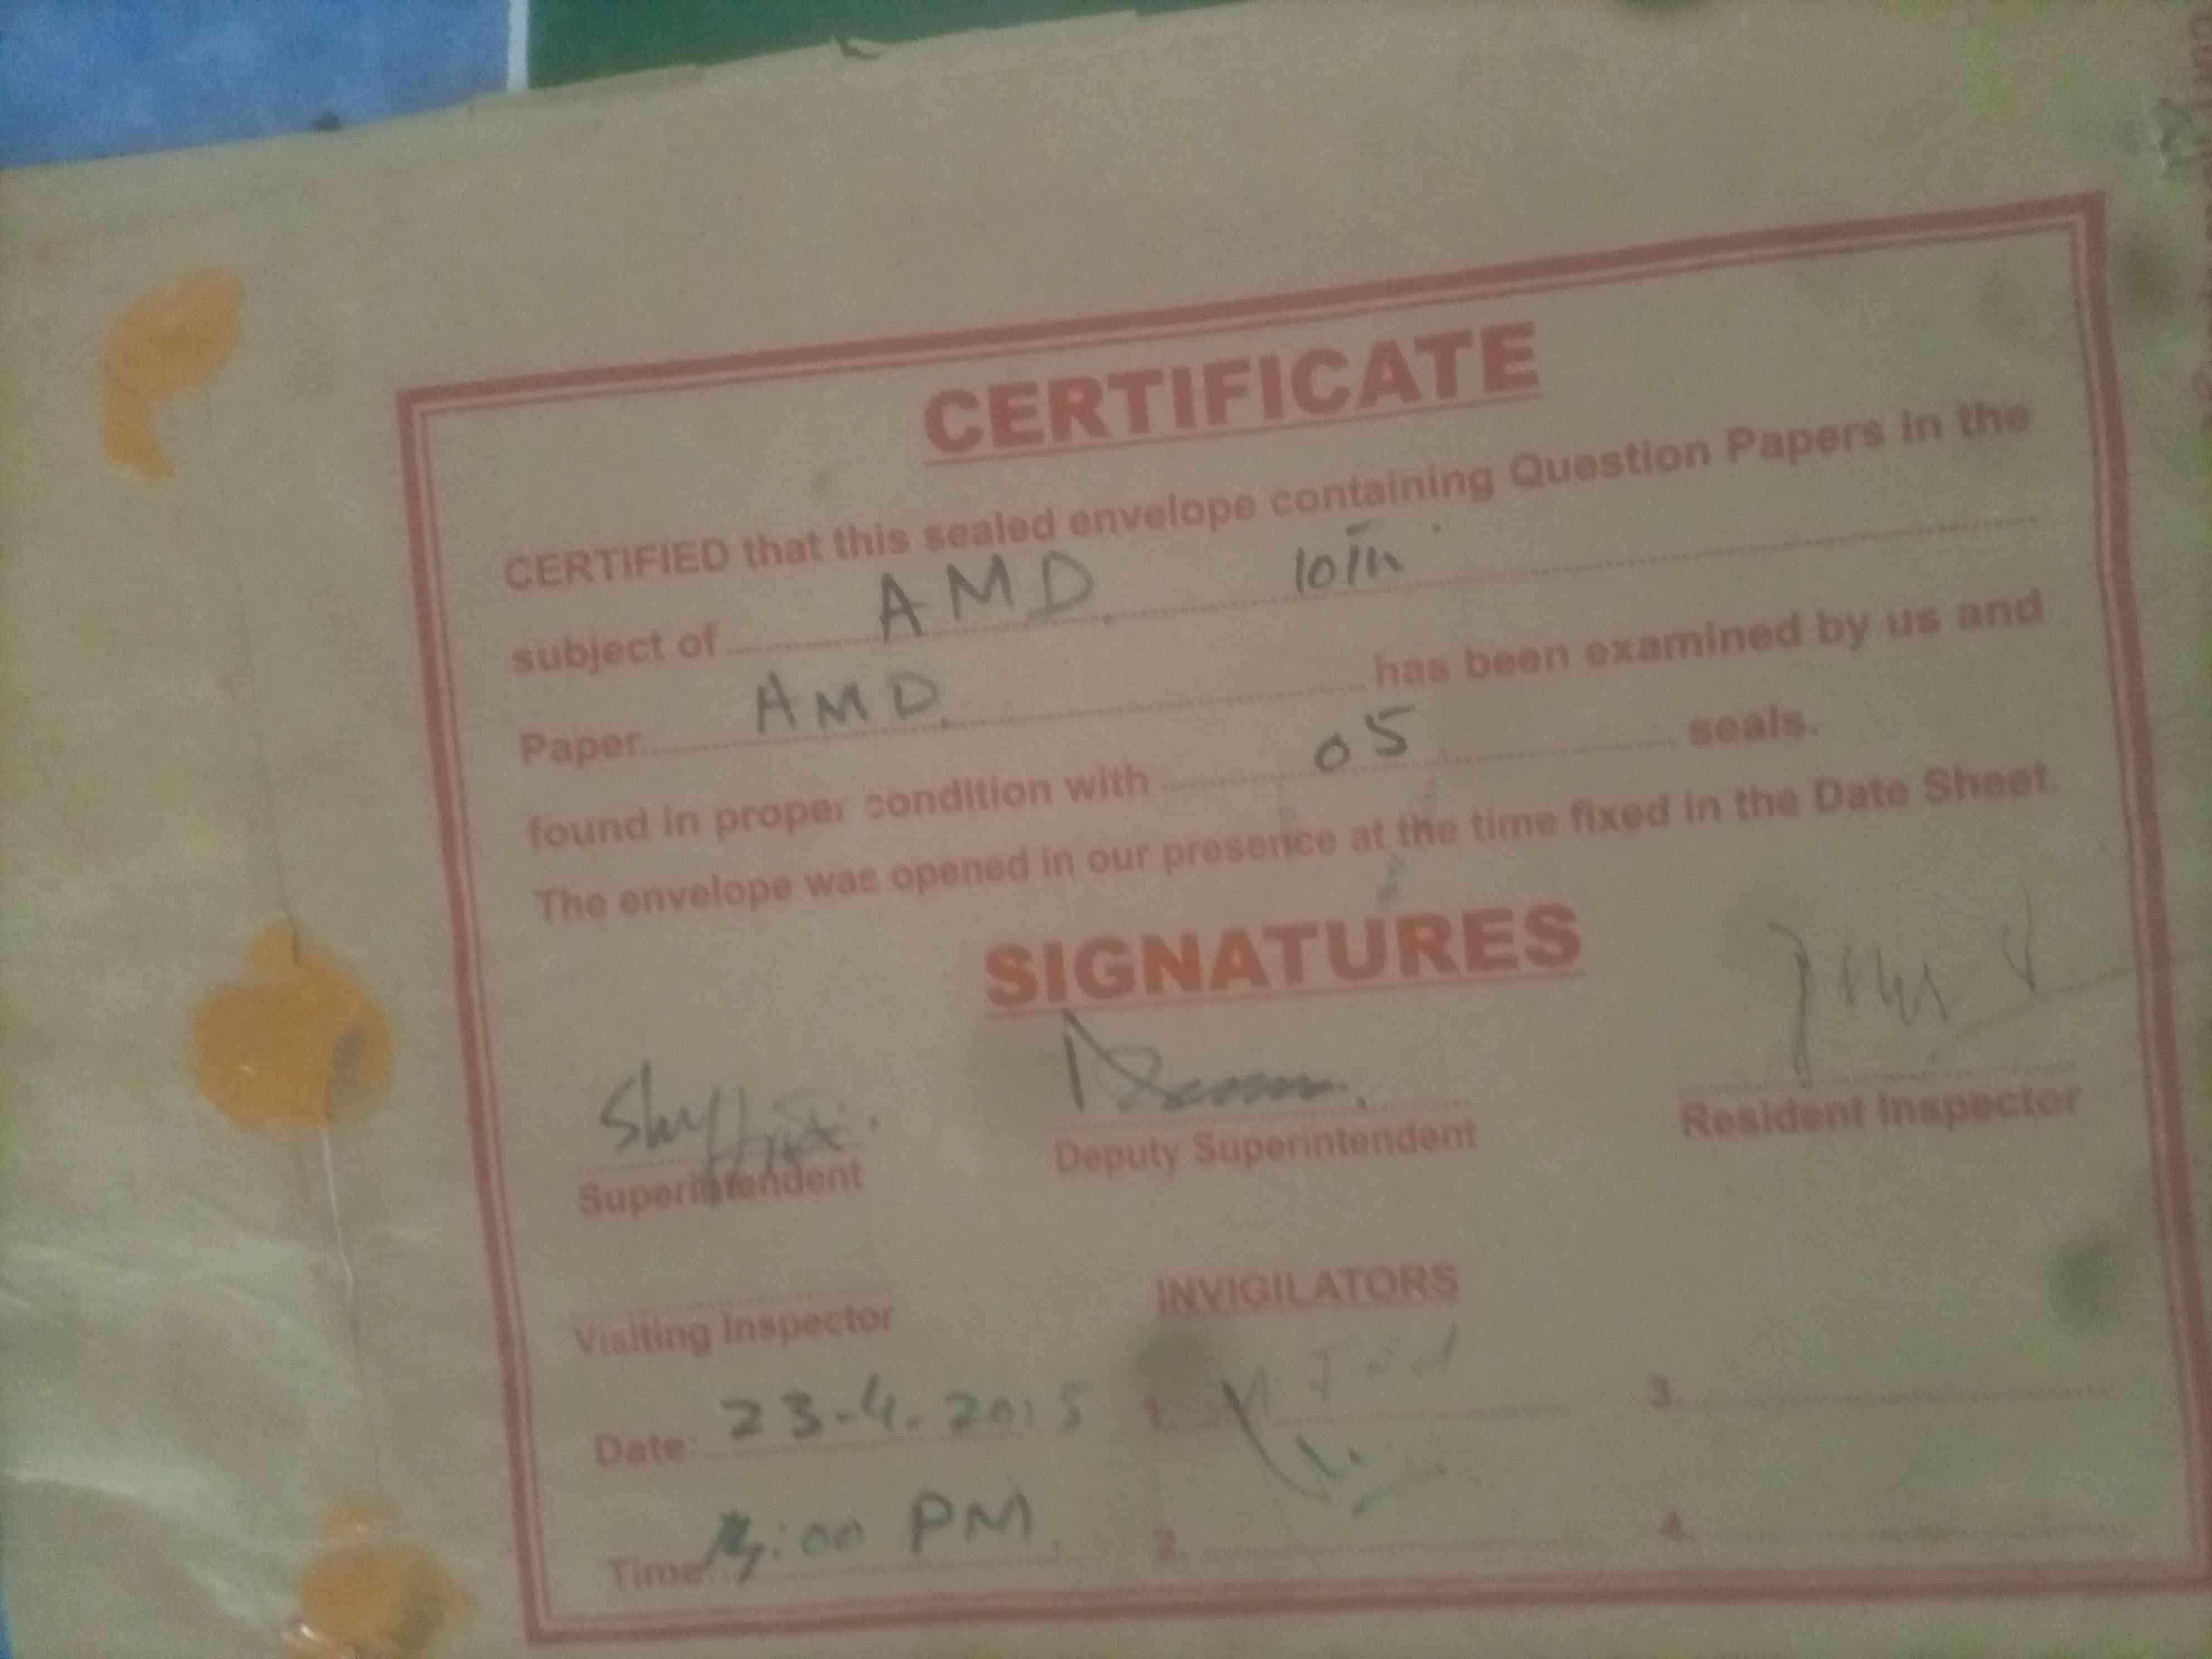 CERTIFICATE
CERTIFIED that this sealed envelope containing Question Papers in the
subject of AMD 10th
Paper AMD has been examined by us and
found in proper condition with 05 seals.
The envelope was opened in our presence at the time fixed in the Date Sheet.
SIGNATURES
Superintendent Deputy Superintendent Resident Inspector
Visiting Inspector INVIGILATORS
Date: 23-4-2015 1. 3.
Time :00 PM 2. 4.